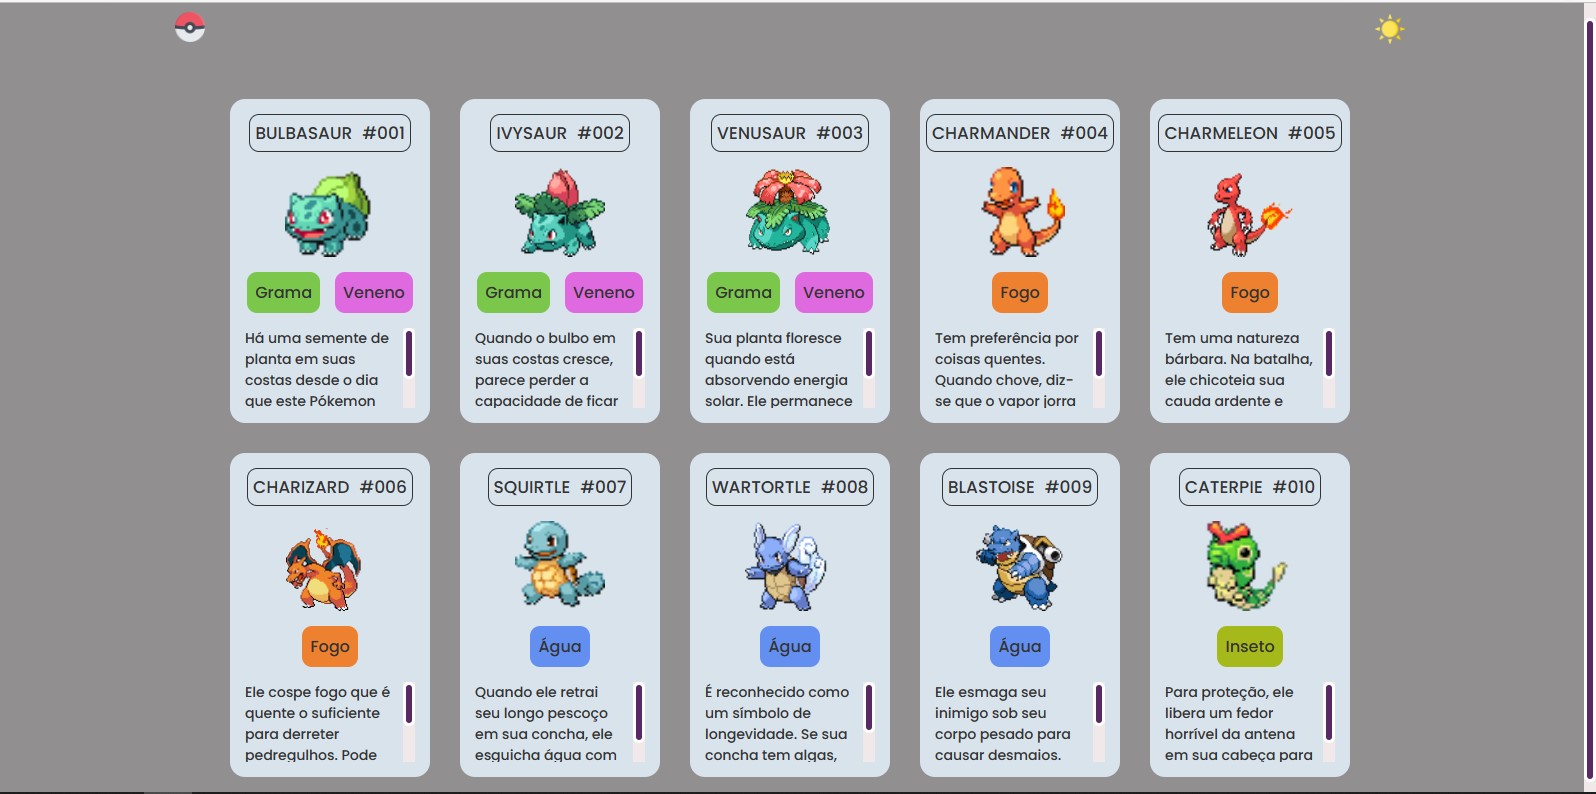 BULBASAUR #001
Grama Veneno
Há uma semente de
planta em suas
costas desde o dia
que este Pókemon
IVYSAUR #002
Grama Veneno
Quando o bulbo em
suas costas cresce,
parece perder a
capacidade de ficar
VENUSAUR #003
Grama Veneno
Sua planta floresce
quando está
absorvendo energia
solar. Ele permanece
CHARMANDER #004
Fogo
Tem preferência por
coisas quentes.
Quando chove, diz-
se que o vapor jorra
CHARMELEON #005
Fogo
Tem uma natureza
bárbara. Na batalha,
ele chicoteia sua
cauda ardente e
CHARIZARD #006
Fogo
Ele cospe fogo que é
quente o suficiente
para derreter
pedregulhos. Pode
SQUIRTLE #007
Água
Quando ele retrai
seu longo pescoço
em sua concha, ele
esguicha água com
WARTORTLE #008
Água
É reconhecido como
um símbolo de
longevidade. Se sua
concha tem algas,
BLASTOISE #009
Água
Ele esmaga seu
inimigo sob seu
corpo pesado para
causar desmaios.
CATERPIE #010
Inseto
Para proteção, ele
libera um fedor
horrível da antena
em sua cabeça para